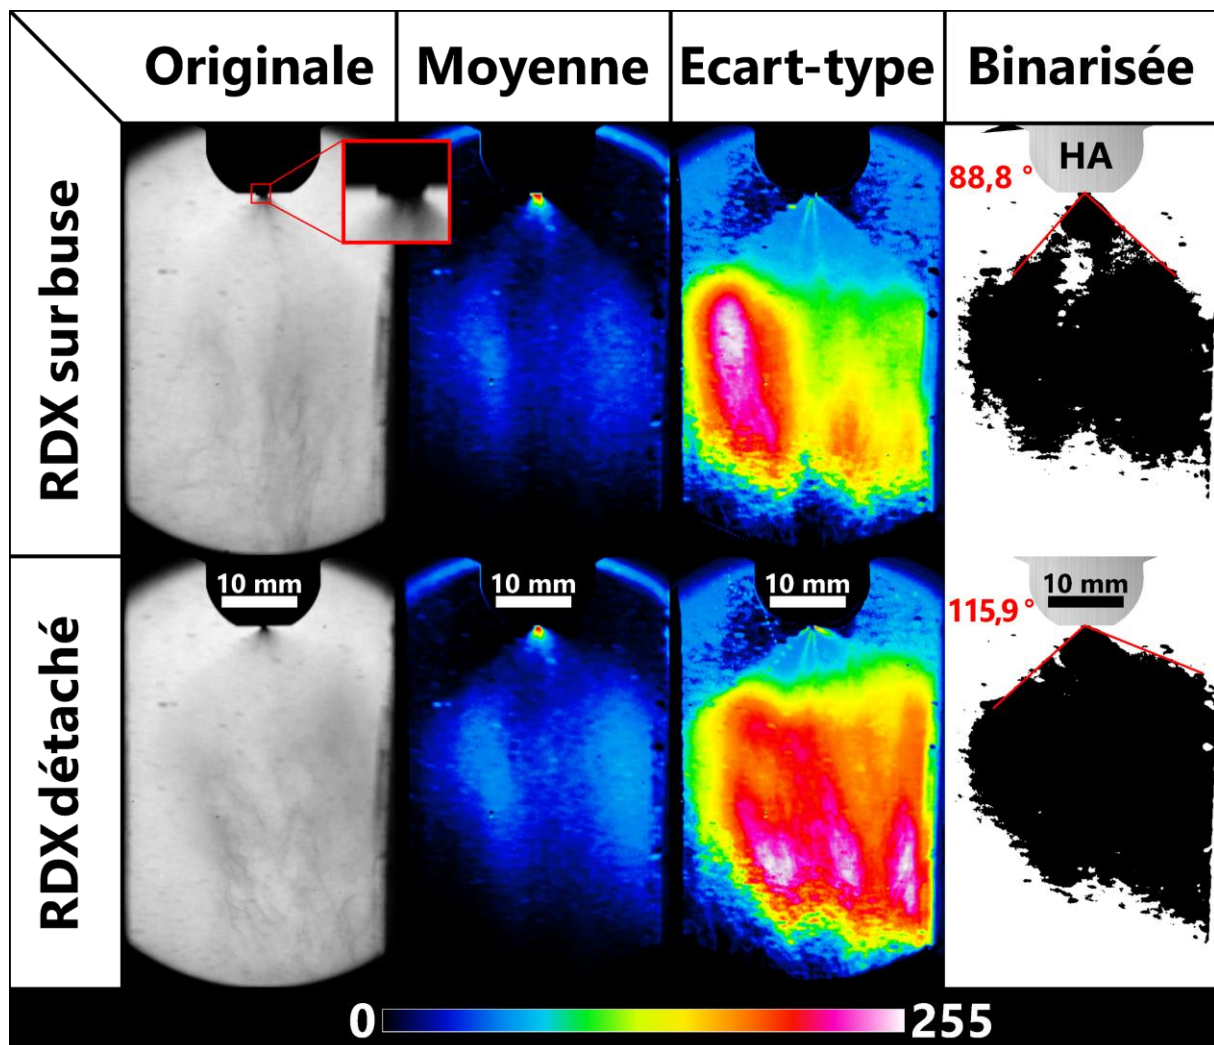 Originale Moyenne Ecart-type Binarisée
RDX sur buse
88,8 °
HA
RDX détaché
10 mm 10 mm 10 mm 10 mm
115,9 °
0 255